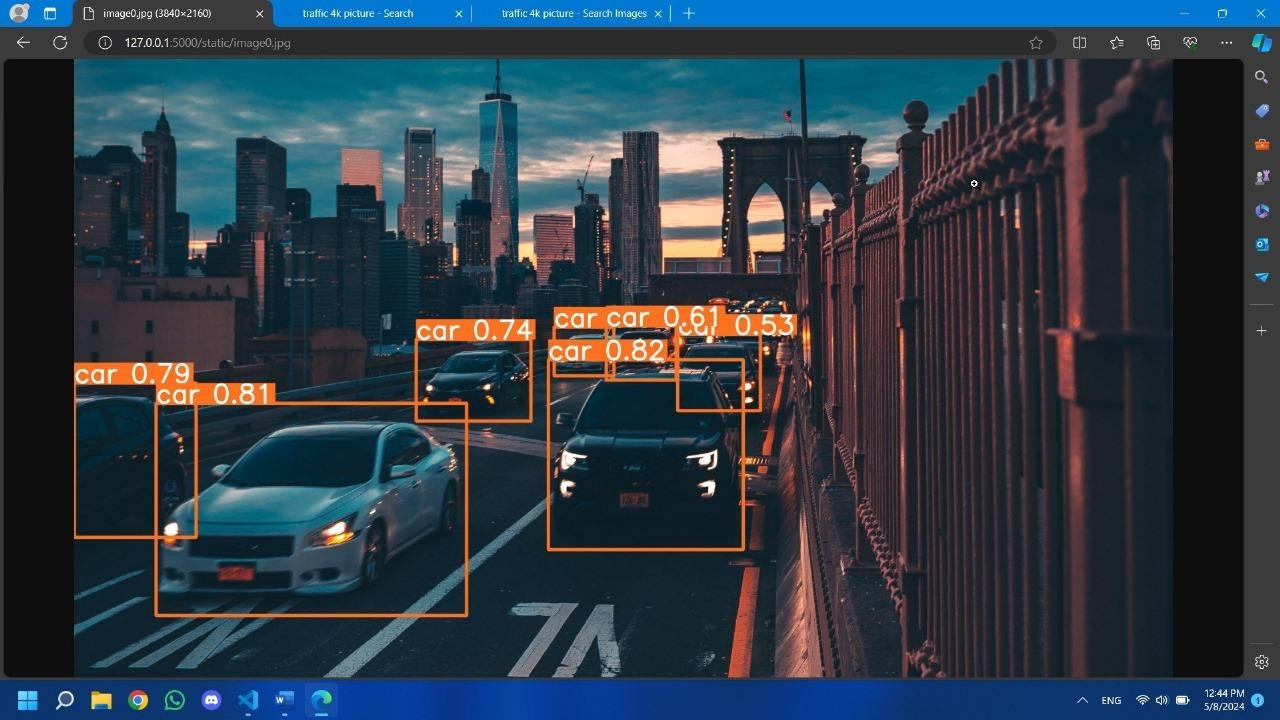 image0.jpg (3840×2160)
traffic 4k picture - Search
traffic 4k picture - Search Images
127.0.0.1:5000/static/image0.jpg
car 0.61
car
0.53
car 0.74
car 0.82
car 0.79
car 0.81
ENG
12:44 PM
5/8/2024
1